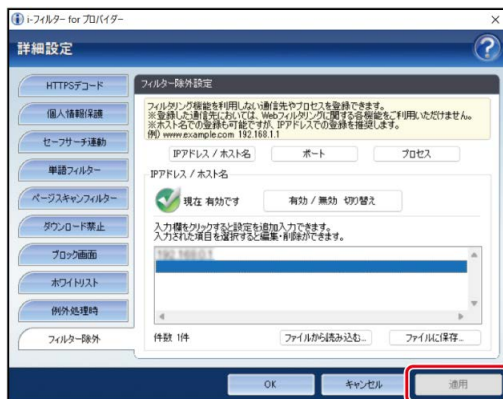 i-フィルター for プロバイダー
詳細設定
HTTPSデコード
個人情報保護
セーフサーチ連動
単語フィルター
ページスキャンフィルター
ダウンロード禁止
ブロック画面
ホワイトリスト
例外処理時
フィルター除外
フィルター除外設定
フィルタリング機能を利用しない通信先やプロセスを登録できます。
※登録した通信先においては、Webフィルタリングに関する各機能をご利用いただけません。
※ホスト名での登録も可能ですが、IPアドレスでの登録を推奨します。
例) www.example.com 192.168.1.1
IPアドレス / ホスト名
ポート
プロセス
IPアドレス / ホスト名
現在 有効です
有効 / 無効 切り替え
入力欄をクリックすると設定を追加入力できます。
入力された項目を選択すると編集・削除ができます。
件数 1件
ファイルから読み込む...
ファイルに保存...
OK
キャンセル
適用